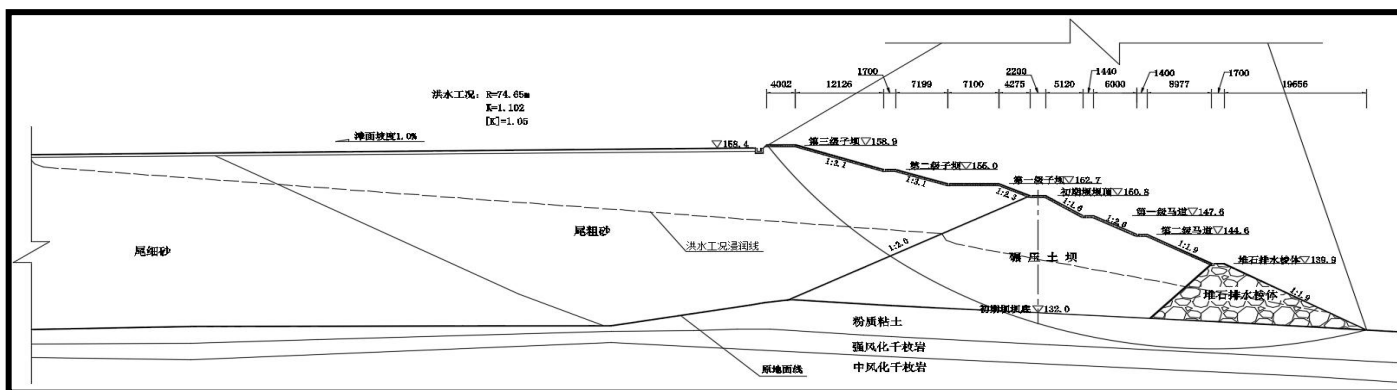 1700
2299
1440
1400
1700
4002
12126
7199
7100
4275
5120
6000
8977
19656
洪水工况：R=74.65m
K=1.102
[K]=1.05
滩面坡度1.0%
▽158.4
第三级子坝▽158.9
1:3.1
第二级子坝▽155.0
1:3.1
第一级子坝▽152.7
1:2.3
初期坝坝顶▽150.8
1:1.6
第一级马道▽147.6
1:2.0
第二级马道▽144.6
1:1.9
堆石排水棱体▽139.9
1:1.9
尾细砂
尾粗砂
洪水工况浸润线
1:2.0
碾压土坝
堆石排水棱体
初期坝坝底▽132.0
粉质粘土
强风化千枚岩
中风化千枚岩
原地面线